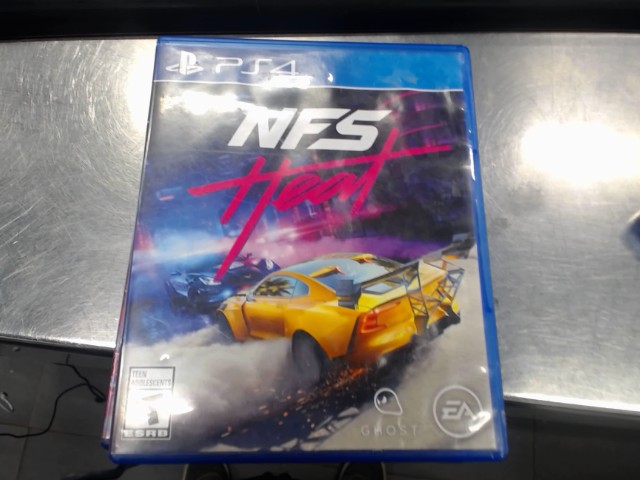 PS4
NFS
Heat
TEEN
ADOLESCENTS
T
ESRB
GHOST
EA